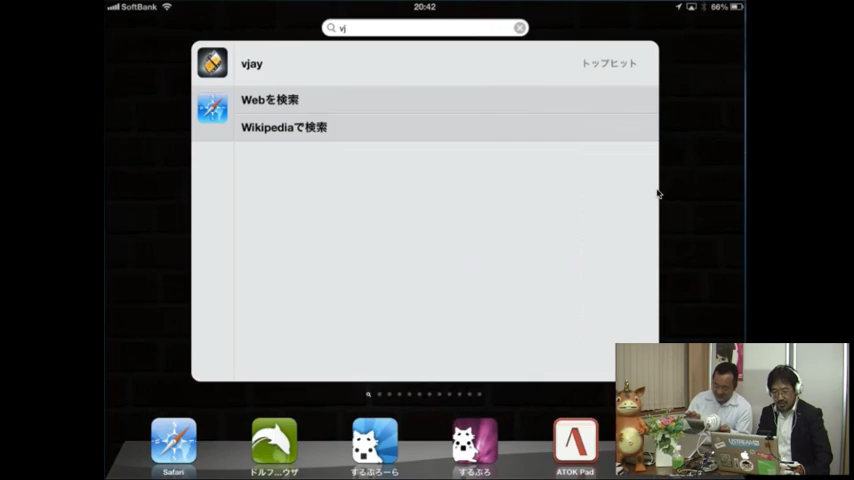 SoftBank
20:42
66%
vj
vjay
トップヒット
Webを検索
Wikipediaで検索
Safari
ドルフ...ウザ
するぷろーら
するぷろ
ATOK Pad
USTREAM